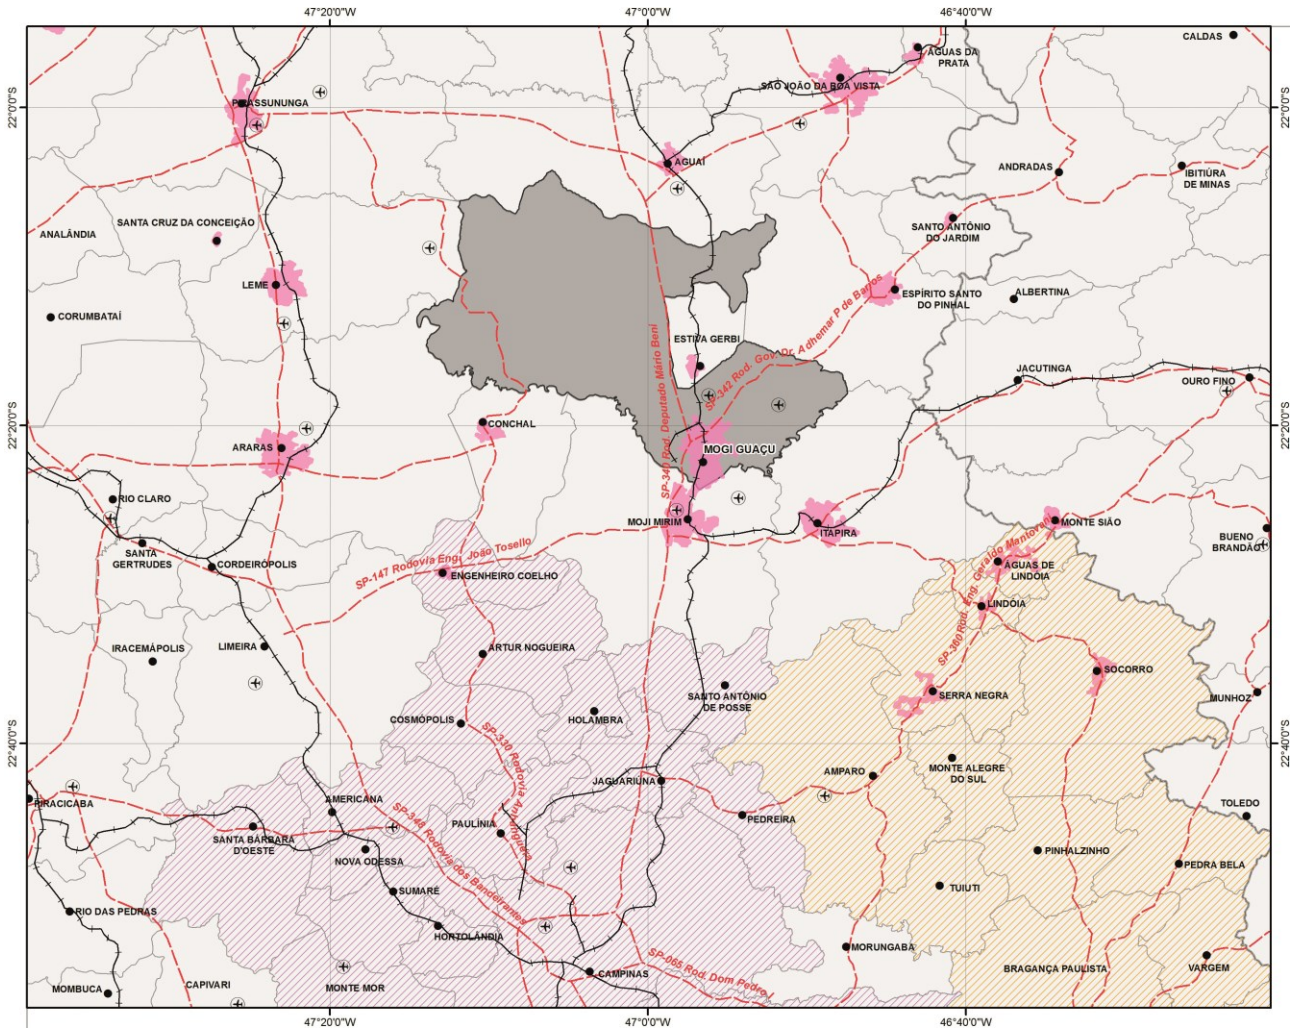 47°20'0"W
47°0'0"W
46°40'0"W
CALDAS
ÁGUAS DA
PRATA
SÃO JOÃO DA BOA VISTA
PIRASSUNUNGA
22°0'0"S
22°0'0"S
AGUAÍ
ANDRADAS
IBITIÚRA
DE MINAS
SANTA CRUZ DA CONCEIÇÃO
ANALÂNDIA
SANTO ANTÔNIO
DO JARDIM
LEME
ESPÍRITO SANTO
DO PINHAL
ALBERTINA
CORUMBATAÍ
ESTIVA GERBI
SP-342 Rod. Gov. Dr. Adhemar P de Barros
SP-340 Rod. Deputado Mário Beni
JACUTINGA
OURO FINO
22°20'0"S
22°20'0"S
CONCHAL
ARARAS
MOGI GUAÇU
RIO CLARO
MOJI MIRIM
ITAPIRA
MONTE SIÃO
BUENO
BRANDÃO
SANTA
GERTRUDES
CORDEIRÓPOLIS
SP-147 Rodovia Eng. João Tosello
ENGENHEIRO COELHO
ÁGUAS DE
LINDÓIA
SP-360 Rod. Eng. Geraldo Mantovani
LINDÓIA
IRACEMÁPOLIS
LIMEIRA
ARTUR NOGUEIRA
SOCORRO
SANTO ANTÔNIO
DE POSSE
SERRA NEGRA
MUNHOZ
COSMÓPOLIS
HOLAMBRA
22°40'0"S
22°40'0"S
SP-330 Rodovia Anhanguera
JAGUARIÚNA
AMPARO
MONTE ALEGRE
DO SUL
PIRACICABA
AMERICANA
SP-348 Rodovia dos Bandeirantes
TOLEDO
PAULÍNIA
PEDREIRA
SANTA BÁRBARA
D'OESTE
NOVA ODESSA
PINHALZINHO
PEDRA BELA
SUMARÉ
TUIUTI
RIO DAS PEDRAS
HORTOLÂNDIA
MORUNGABA
SP-065 Rod. Dom Pedro I
CAMPINAS
BRAGANÇA PAULISTA
VARGEM
MOMBUCA
CAPIVARI
MONTE MOR
47°20'0"W
47°0'0"W
46°40'0"W